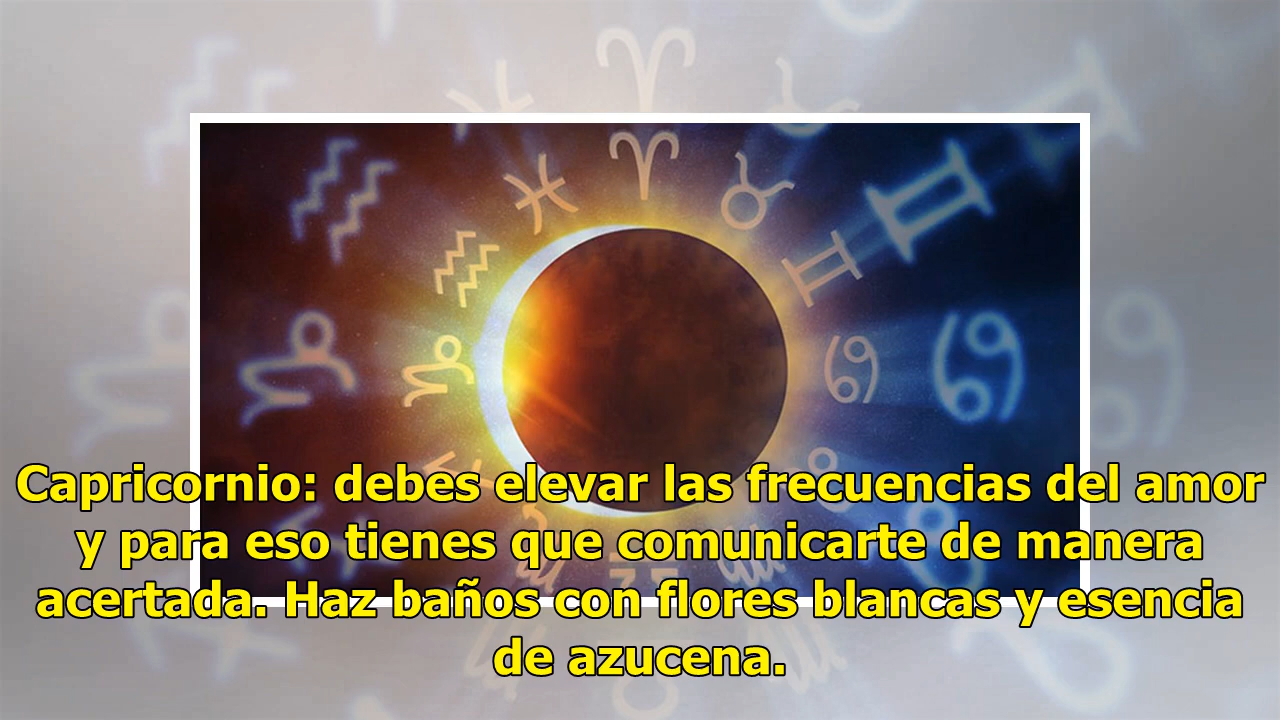 Capricornio: debes elevar las frecuencias del amor
y para eso tienes que comunicarte de manera
acertada. Haz baños con flores blancas y esencia
de azucena.